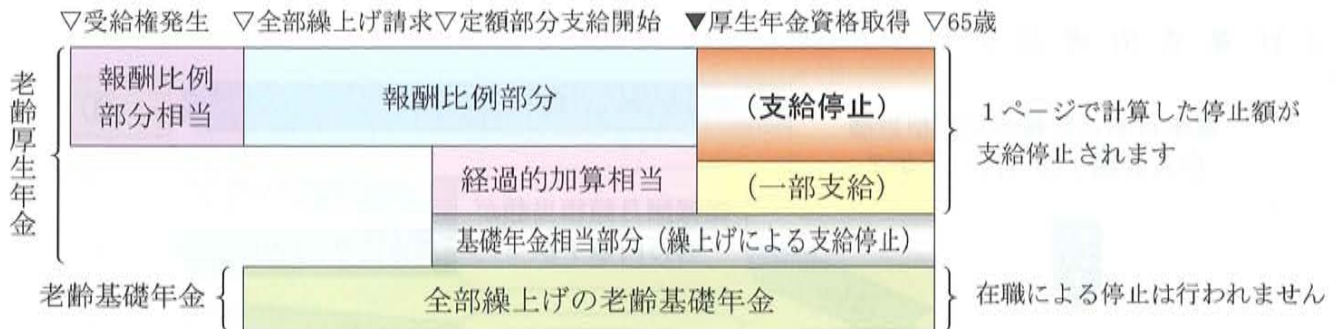 ▽受給権発生 ▽全部繰上げ請求▽定額部分支給開始 ▼厚生年金資格取得 ▽65歳
老齢厚生年金
報酬比例
部分相当
報酬比例部分
(支給停止)
1ページで計算した停止額が
支給停止されます
経過的加算相当
(一部支給)
基礎年金相当部分(繰上げによる支給停止)
老齢基礎年金
全部繰上げの老齢基礎年金
在職による停止は行われません